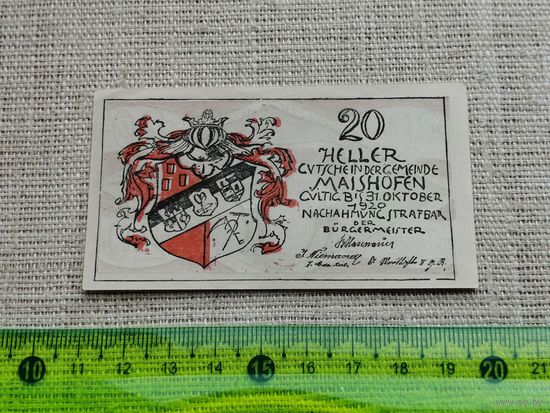 20
HELLER
GUTSCHEIN DER GEMEINDE
MAISHOFEN
GÜLTIG BIS 31. OKTOBER
1920
NACHAHMUNG STRAFBAR
DER
BÜRGERMEISTER
J. Niemand
10 11 12 13 14 15 16 17 18 19 20 21